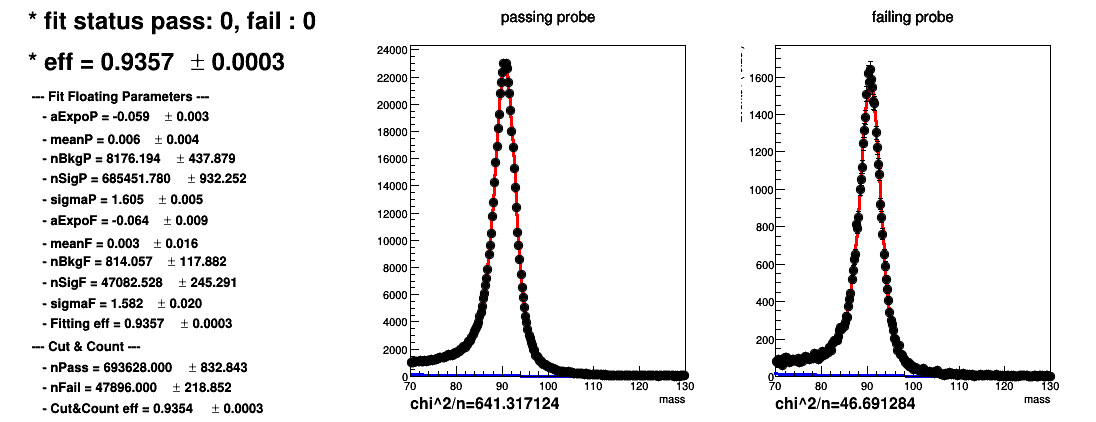 * fit status pass: 0, fail : 0
* eff = 0.9357 ± 0.0003
--- Fit Floating Parameters ---
- aExpoP = -0.059 ± 0.003
- meanP = 0.006 ± 0.004
- nBkgP = 8176.194 ± 437.879
- nSigP = 685451.780 ± 932.252
- sigmaP = 1.605 ± 0.005
- aExpoF = -0.064 ± 0.009
- meanF = 0.003 ± 0.016
- nBkgF = 814.057 ± 117.882
- nSigF = 47082.528 ± 245.291
- sigmaF = 1.582 ± 0.020
- Fitting eff = 0.9357 ± 0.0003
--- Cut & Count ---
- nPass = 693628.000 ± 832.843
- nFail = 47896.000 ± 218.852
- Cut&Count eff = 0.9354 ± 0.0003
passing probe
24000
22000
20000
18000
16000
14000
12000
10000
8000
6000
4000
2000
0
70 80 90 100 110 120 130
mass
chi^2/n=641.317124
failing probe
1600
1400
1200
1000
800
600
400
200
0
70 80 90 100 110 120 130
mass
chi^2/n=46.691284